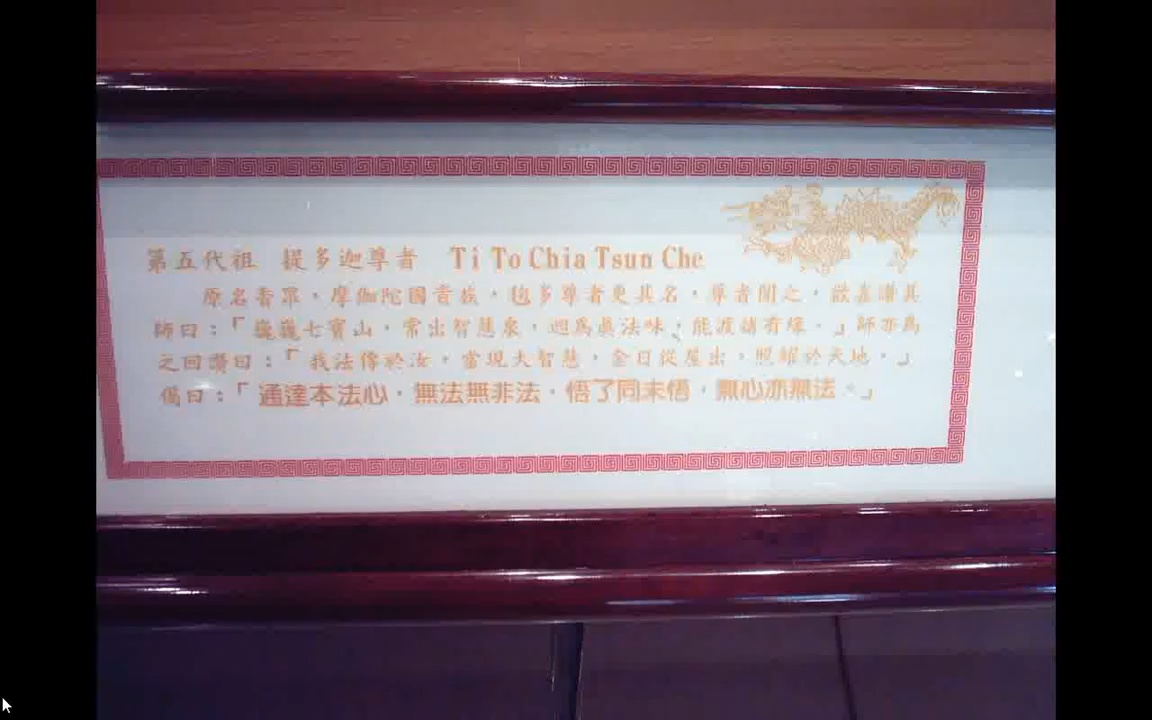 第五代祖 提多迦尊者 Ti To Chia Tsun Che
原名香眾，摩伽陀國貴族，毱多尊者更其名，尊者聞之，歡喜讚其
師曰：「巍巍七寶山，常出智慧泉，迴為真法味，能渡諸有緣。」師亦為
之回讚曰：「我法傳於汝，當現大智慧，金日從屋出，照耀於天地。」
偈曰：「通達本法心，無法無非法，悟了同未悟，無心亦無法。」